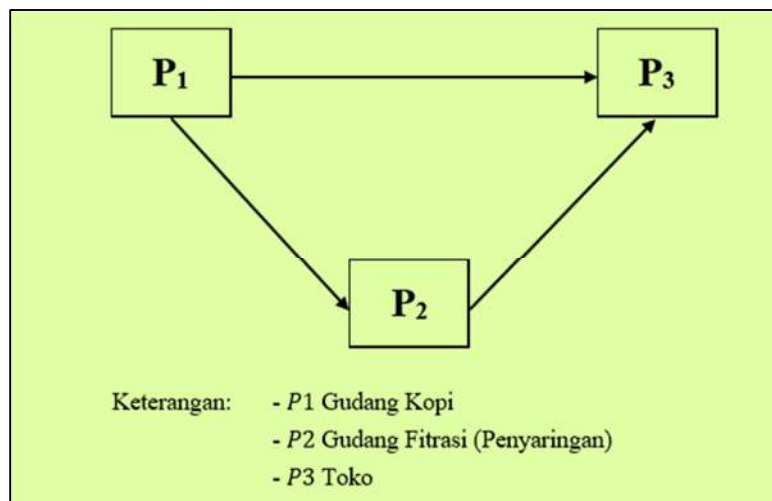 P₁
P₃
P₂
Keterangan: - P1 Gudang Kopi
- P2 Gudang Fitrasi (Penyaringan)
- P3 Toko